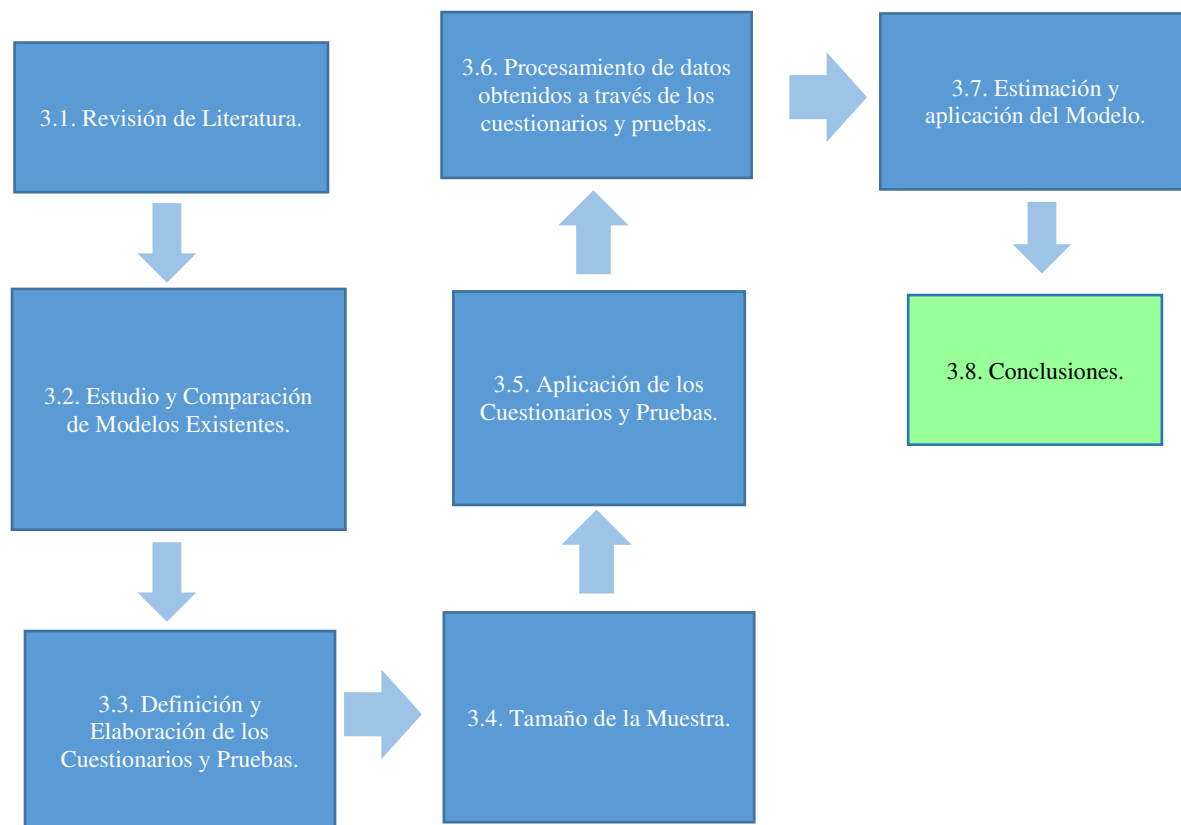 3.1. Revisión de Literatura.
3.2. Estudio y Comparación
de Modelos Existentes.
3.3. Definición y
Elaboración de los
Cuestionarios y Pruebas.
3.4. Tamaño de la Muestra.
3.5. Aplicación de los
Cuestionarios y Pruebas.
3.6. Procesamiento de datos
obtenidos a través de los
cuestionarios y pruebas.
3.7. Estimación y
aplicación del Modelo.
3.8. Conclusiones.